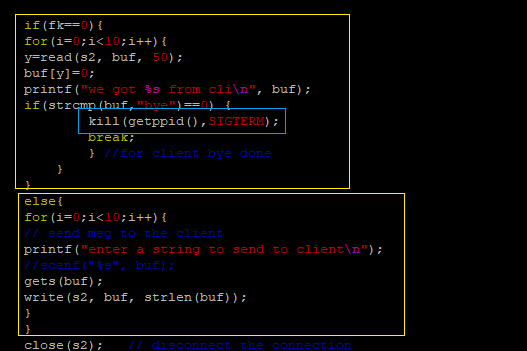 if(fk==0){
for(i=0;i<10;i++){
y=read(s2, buf, 50);
buf[y]=0;
printf("we got %s from cli\n", buf);
if(strcmp(buf,"bye")==0) {
kill(getppid(),SIGTERM);
break;
} //for client bye done
}
}
else{
for(i=0;i<10;i++){
// send msg to the client
printf("enter a string to send to client\n");
//scenf("%s", buf);
gets(buf);
write(s2, buf, strlen(buf));
}
}
close(s2); // disconnect the connection